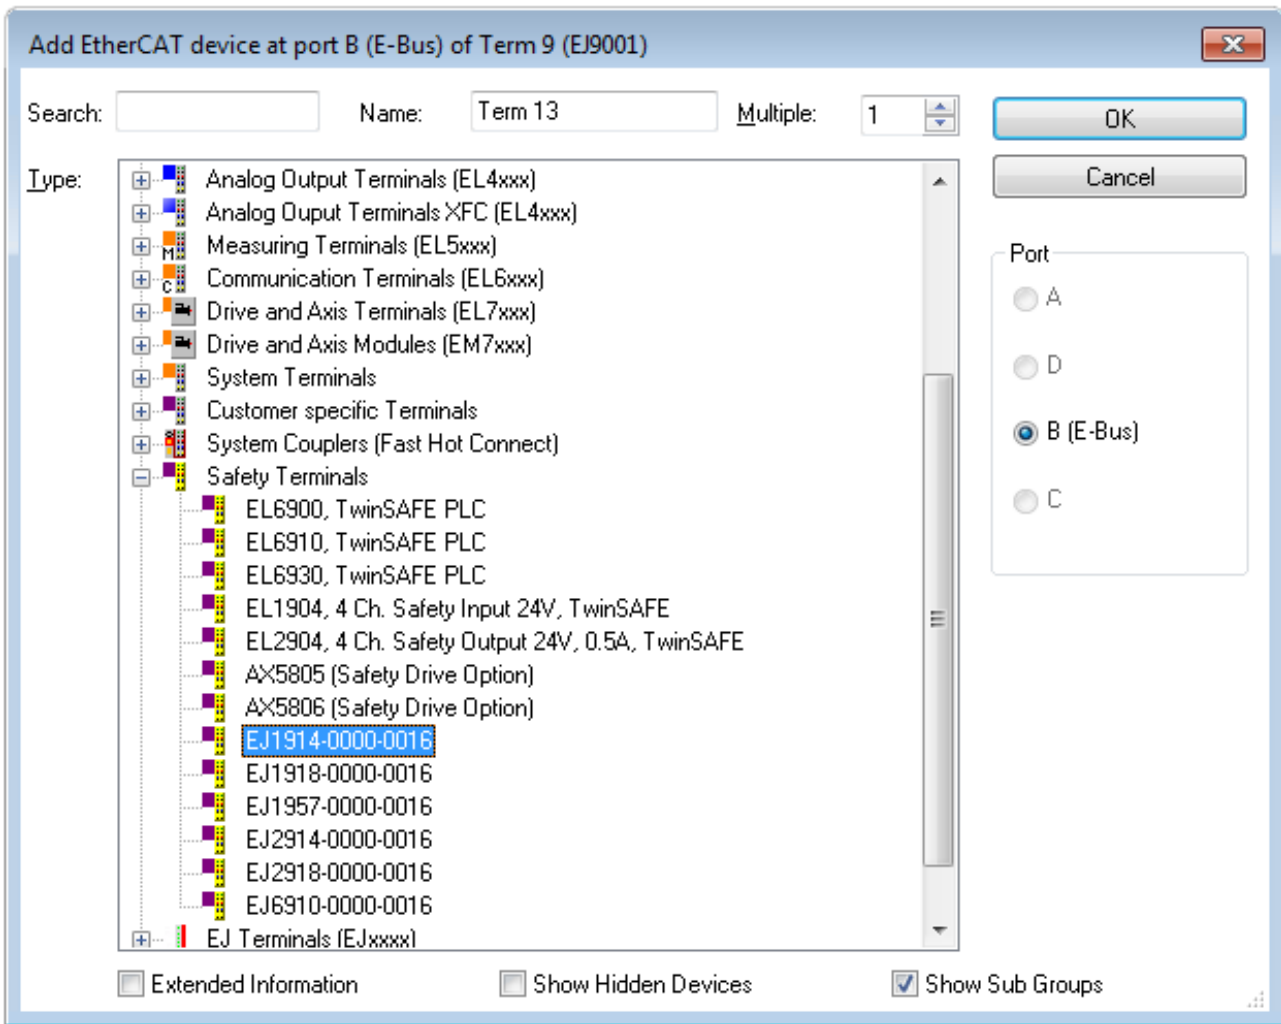 Add EtherCAT device at port B (E-Bus) of Term 9 (EJ9001)
Search: Name: Term 13 Multiple: 1 OK
Type: Cancel
Analog Output Terminals (EL4xxx)
Analog Ouput Terminals XFC (EL4xxx)
Measuring Terminals (EL5xxx)
Communication Terminals (EL6xxx)
Drive and Axis Terminals (EL7xxx)
Drive and Axis Modules (EM7xxx)
System Terminals
Customer specific Terminals
System Couplers (Fast Hot Connect)
Safety Terminals
EL6900, TwinSAFE PLC
EL6910, TwinSAFE PLC
EL6930, TwinSAFE PLC
EL1904, 4 Ch. Safety Input 24V, TwinSAFE
EL2904, 4 Ch. Safety Output 24V, 0.5A, TwinSAFE
AX5805 (Safety Drive Option)
AX5806 (Safety Drive Option)
EJ1914-0000-0016
EJ1918-0000-0016
EJ1957-0000-0016
EJ2914-0000-0016
EJ2918-0000-0016
EJ6910-0000-0016
EJ Terminals (EJxxxx)
Port
A
D
B (E-Bus)
C
Extended Information Show Hidden Devices Show Sub Groups